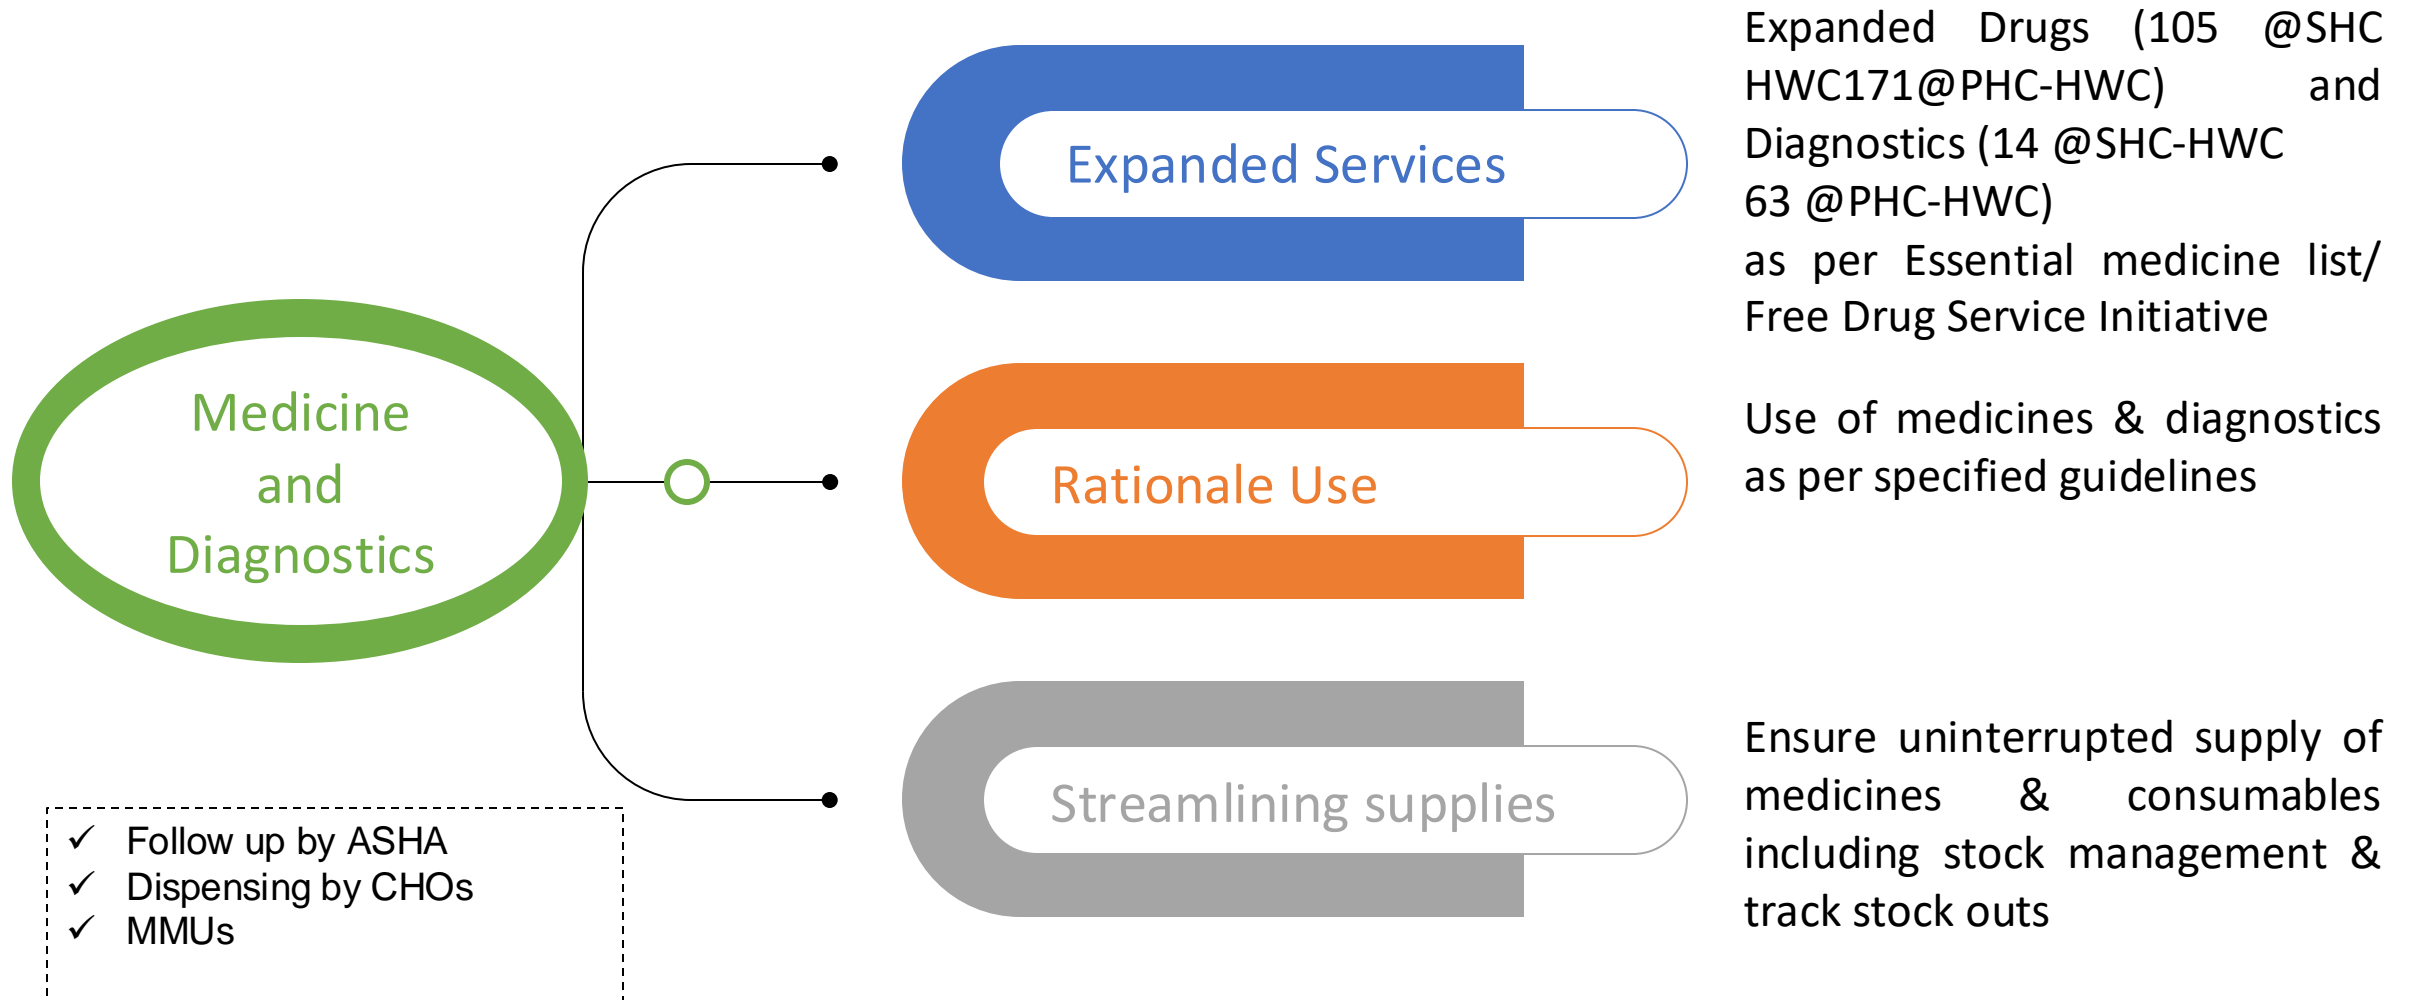 Medicine
and
Diagnostics
Expanded Services
Expanded Drugs (105 @SHC
HWC171@PHC-HWC) and
Diagnostics (14 @SHC-HWC
63 @PHC-HWC)
as per Essential medicine list/
Free Drug Service Initiative
Rationale Use
Use of medicines & diagnostics
as per specified guidelines
Streamlining supplies
Ensure uninterrupted supply of
medicines & consumables
including stock management &
track stock outs
✓ Follow up by ASHA
✓ Dispensing by CHOs
✓ MMUs